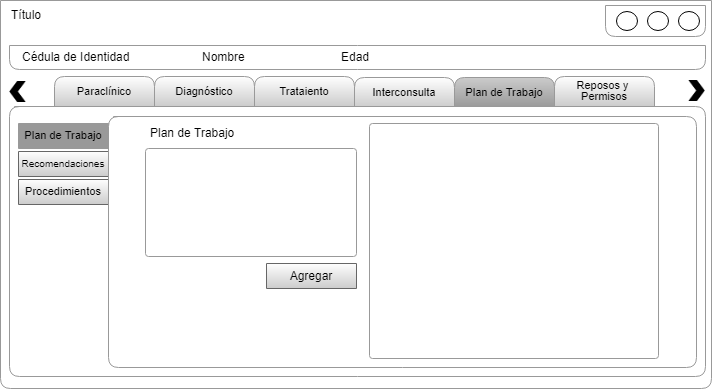 Título
Cédula de Identidad Nombre Edad
Paraclínico Diagnóstico Trataiento Interconsulta Plan de Trabajo Reposos y
Permisos
Plan de Trabajo
Recomendaciones
Procedimientos
Plan de Trabajo
Agregar